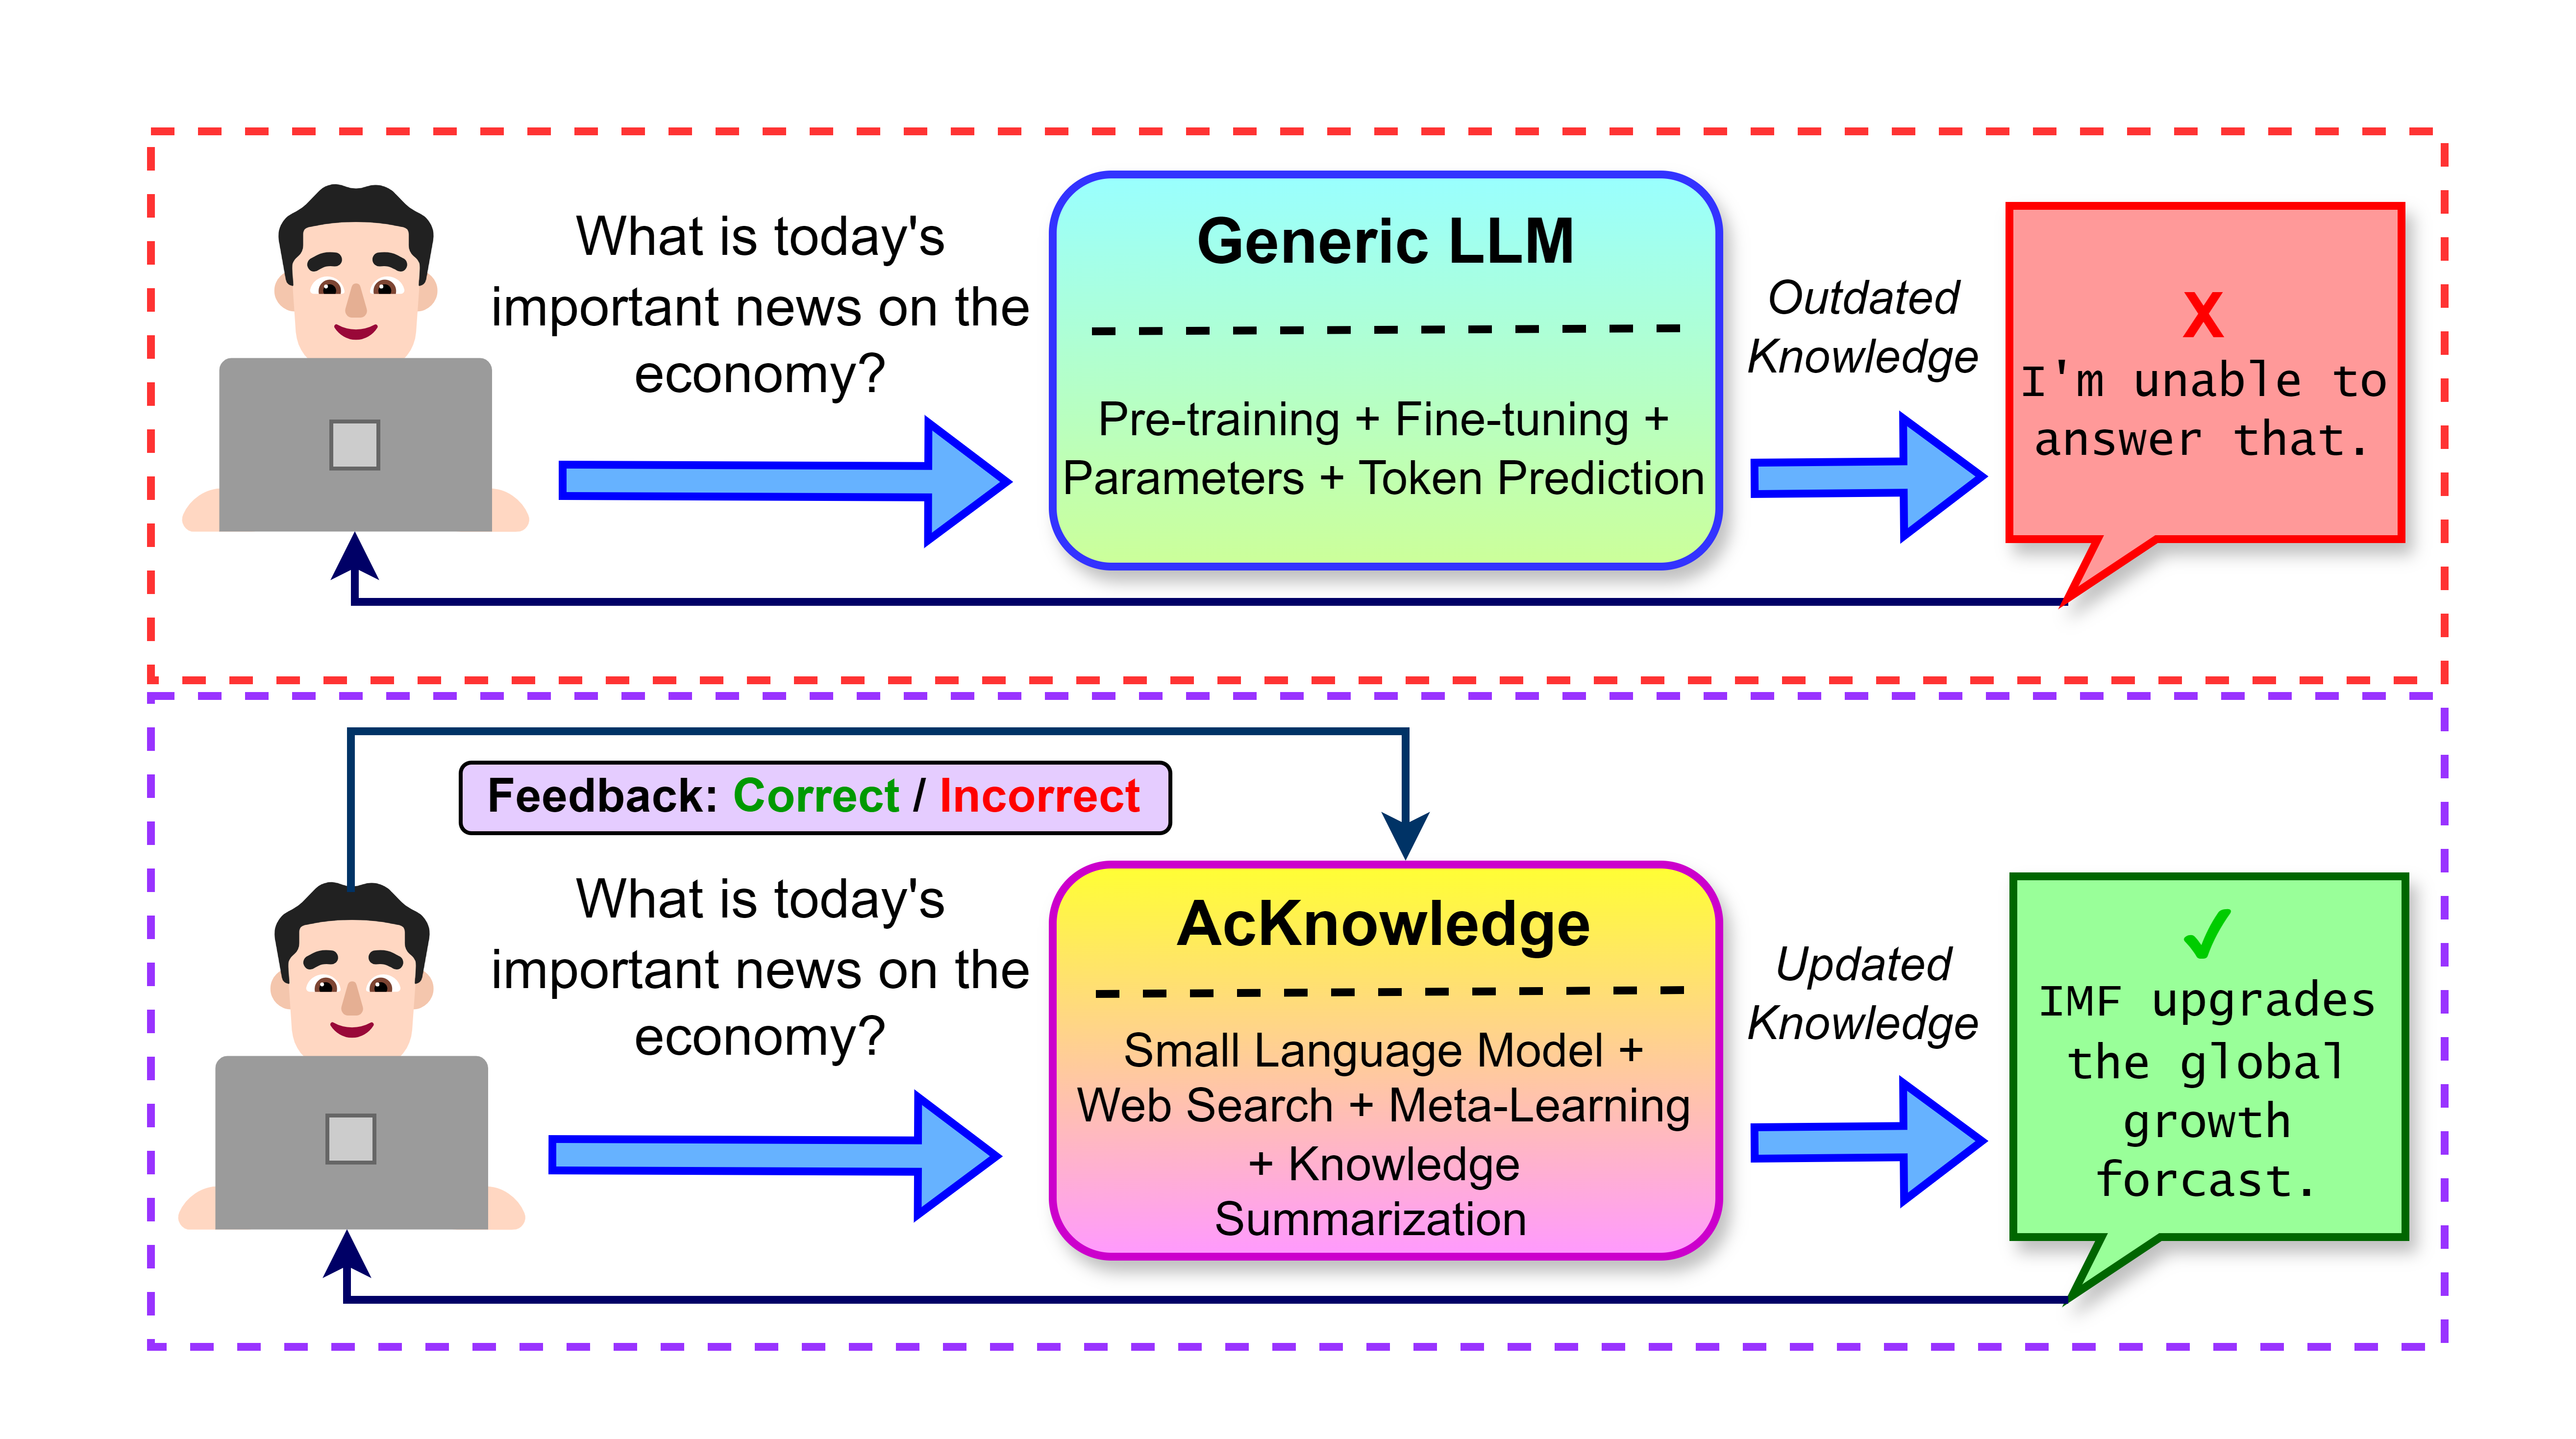 What is today's
important news on the
economy?
Generic LLM
Pre-training + Fine-tuning +
Parameters + Token Prediction
Outdated
Knowledge
X
I'm unable to
answer that.
Feedback: Correct / Incorrect
What is today's
important news on the
economy?
AcKnowledge
Small Language Model +
Web Search + Meta-Learning
+ Knowledge
Summarization
Updated
Knowledge
✓
IMF upgrades
the global
growth
forcast.